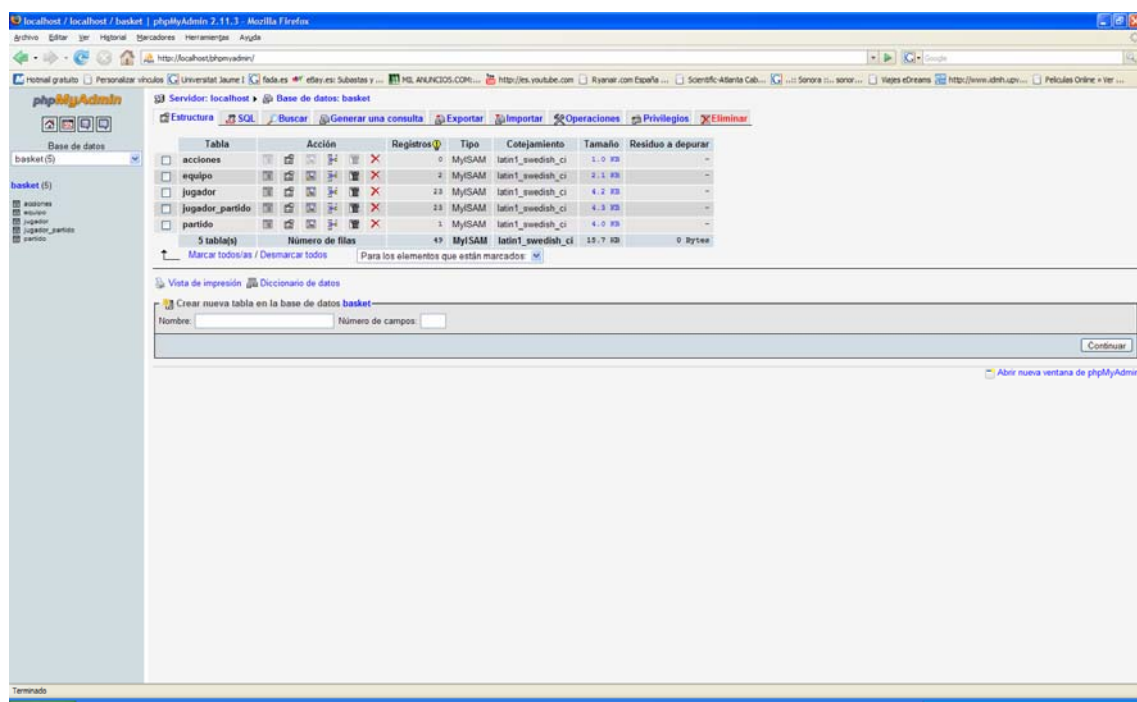 localhost / localhost / basket | phpMyAdmin 2.11.3 - Mozilla Firefox
Archivo Editar Ver Historial Marcadores Herramientas Ayuda
http://localhost/phpmyadmin/
Google
Hotmail gratuito Personalizar vínculos Universitat Jaume I fada.es eBay.es: Subastas y ... MIL ANUNCIOS.COM:... http://es.youtube.com Ryanair.com España ... Scientific-Atlanta Cab... ..:: Sonora ::.. sonor... Viajes eDreams http://www.idmh.upv... Peliculas Online » Ver ...
phpMyAdmin
Base de datos
basket (5)
basket (5)
acciones
equipo
jugador
jugador_partido
partido
Servidor: localhost Base de datos: basket
Estructura SQL Buscar Generar una consulta Exportar Importar Operaciones Privilegios Eliminar
Tabla Acción Registros Tipo Cotejamiento Tamaño Residuo a depurar
acciones 0 MyISAM latin1_swedish_ci 1.0 KB -
equipo 2 MyISAM latin1_swedish_ci 2.1 KB -
jugador 23 MyISAM latin1_swedish_ci 4.2 KB -
jugador_partido 23 MyISAM latin1_swedish_ci 4.3 KB -
partido 1 MyISAM latin1_swedish_ci 4.0 KB -
5 tabla(s) Número de filas 49 MyISAM latin1_swedish_ci 15.7 KB 0 Bytes
Marcar todos/as / Desmarcar todos Para los elementos que están marcados:
Vista de impresión Diccionario de datos
Crear nueva tabla en la base de datos basket
Nombre: Número de campos:
Continuar
Abrir nueva ventana de phpMyAdmin
Terminado